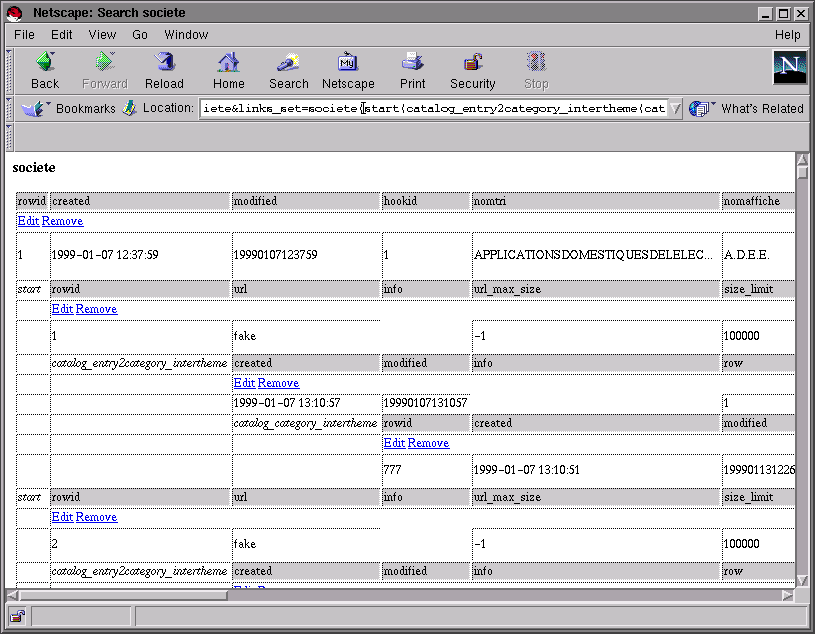 Netscape: Search societe
File Edit View Go Window Help
Back Forward Reload Home Search Netscape Print Security Stop
My
N
Bookmarks Location: iete&links_set=societe{start{catalog_entry2category_intertheme{cat What's Related
societe
rowid created modified hookid nomtri nomaffiche
Edit Remove
1 1999-01-07 12:37:59 19990107123759 1 APPLICATIONSDOMESTIQUESDELELEC... A.D.E.E.
start rowid url info url_max_size size_limit
Edit Remove
1 fake -1 100000
catalog_entry2category_intertheme created modified info row
Edit Remove
1999-01-07 13:10:57 19990107131057 1
catalog_category_intertheme rowid created modified
Edit Remove
777 1999-01-07 13:10:51 199901131226
start rowid url info url_max_size size_limit
Edit Remove
2 fake -1 100000
catalog_entry2category_intertheme created modified info row